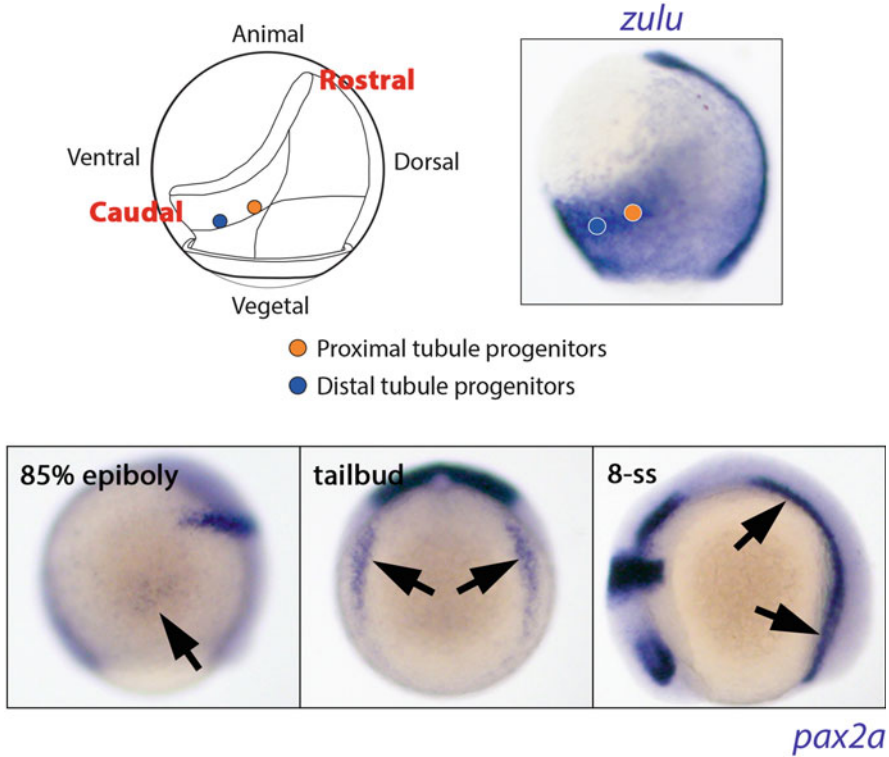 Animal
zulu
Rostral
Ventral
Dorsal
Caudal
Vegetal
Proximal tubule progenitors
Distal tubule progenitors
85% epiboly
tailbud
8-ss
pax2a